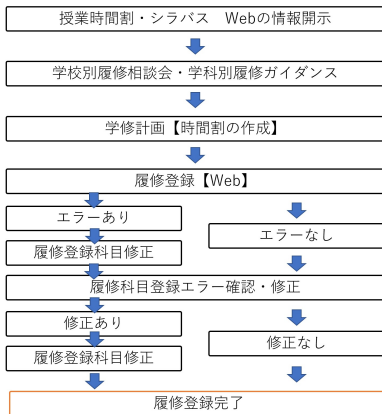 授業時間割・シラバス　Webの情報開示
学校別履修相談会・学科別履修ガイダンス
学修計画【時間割の作成】
履修登録【Web】
エラーあり
エラーなし
履修登録科目修正
履修科目登録エラー確認・修正
修正あり
修正なし
履修登録科目修正
履修登録完了